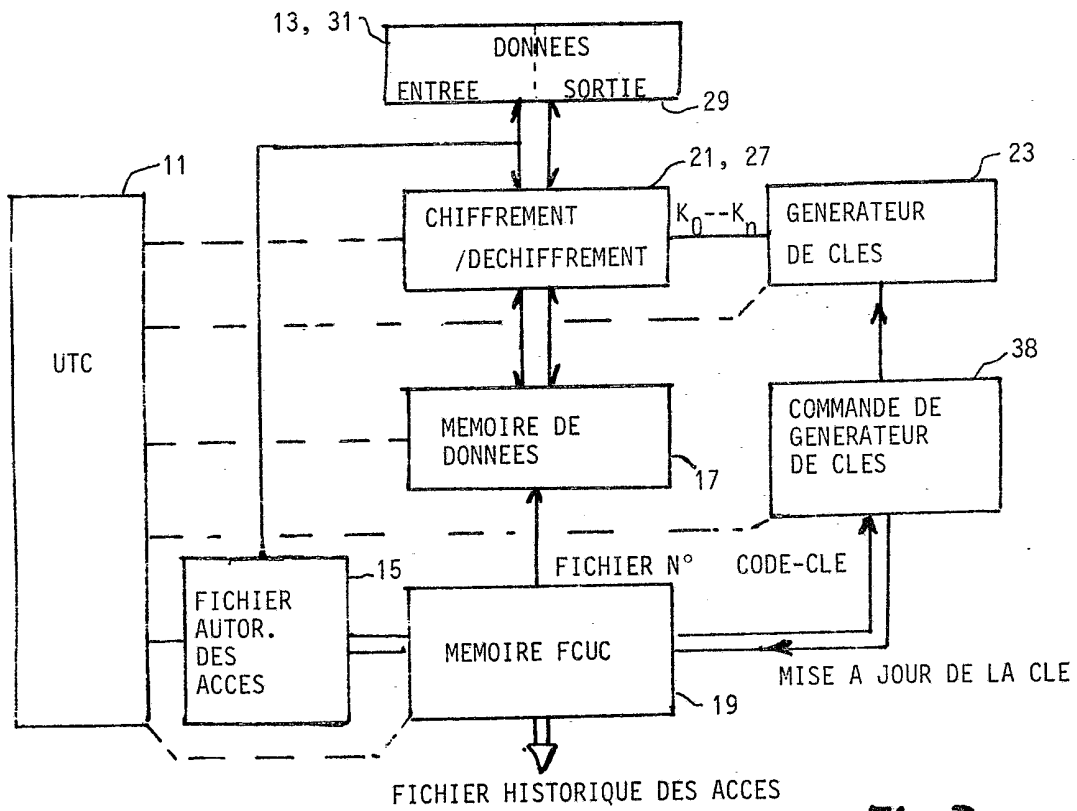 13, 31
DONNEES
ENTREE SORTIE
29
11
21, 27
23
CHIFFREMENT
/DECHIFFREMENT
K₀--Kₙ
GENERATEUR
DE CLES
UTC
38
MEMOIRE DE
DONNEES
17
COMMANDE DE
GENERATEUR
DE CLES
15
FICHIER N°
CODE-CLE
FICHIER
AUTOR.
DES
ACCES
MEMOIRE FCUC
19
MISE A JOUR DE LA CLE
FICHIER HISTORIQUE DES ACCES